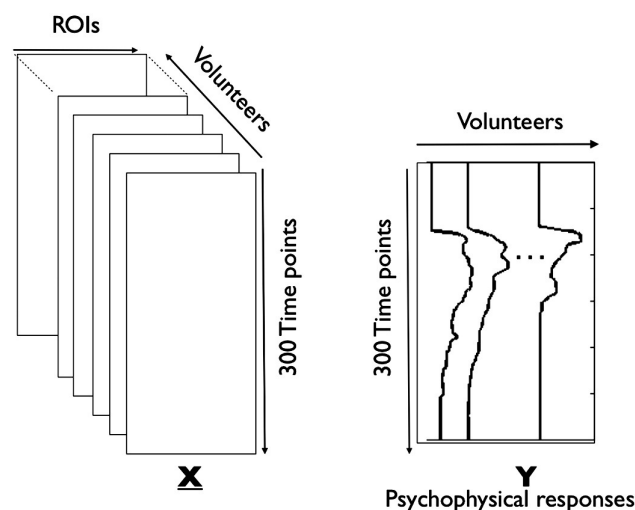 ROIs
Volunteers
300 Time points
X
Volunteers
300 Time points
Y
Psychophysical responses